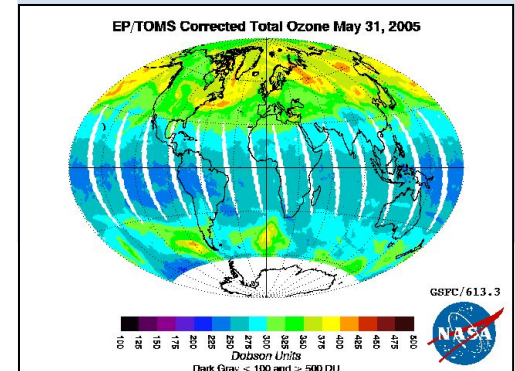 EP/TOMS Corrected Total Ozone May 31, 2005
GSFC/613.3
NASA
100 125 150 175 200 225 250 275 300 325 350 375 400 425 450 475 500
Dobson Units
Dark Gray < 100 and > 500 DU